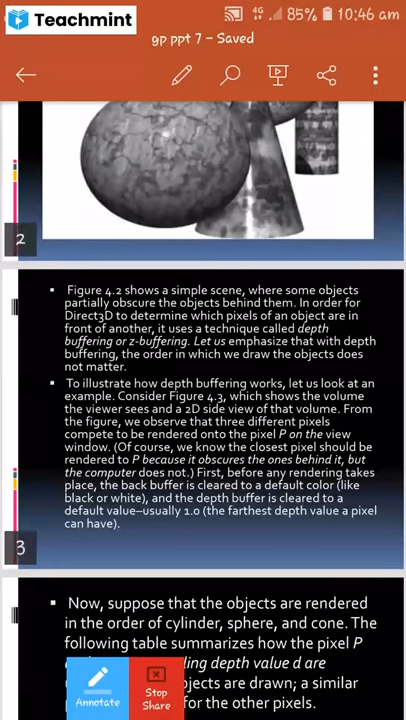 Teachmint
4G 85% 10:46 am
gp ppt 7 – Saved
2
Figure 4.2 shows a simple scene, where some objects
partially obscure the objects behind them. In order for
Direct3D to determine which pixels of an object are in
front of another, it uses a technique called depth
buffering or z-buffering. Let us emphasize that with depth
buffering, the order in which we draw the objects does
not matter.
To illustrate how depth buffering works, let us look at an
example. Consider Figure 4.3, which shows the volume
the viewer sees and a 2D side view of that volume. From
the figure, we observe that three different pixels
compete to be rendered onto the pixel P on the view
window. (Of course, we know the closest pixel should be
rendered to P because it obscures the ones behind it, but
the computer does not.) First, before any rendering takes
place, the back buffer is cleared to a default color (like
black or white), and the depth buffer is cleared to a
default value—usually 1.0 (the farthest depth value a pixel
can have).
3
Now, suppose that the objects are rendered
in the order of cylinder, sphere, and cone. The
following table summarizes how the pixel P
ding depth value d are
objects are drawn; a similar
for the other pixels.
Annotate
Stop
Share